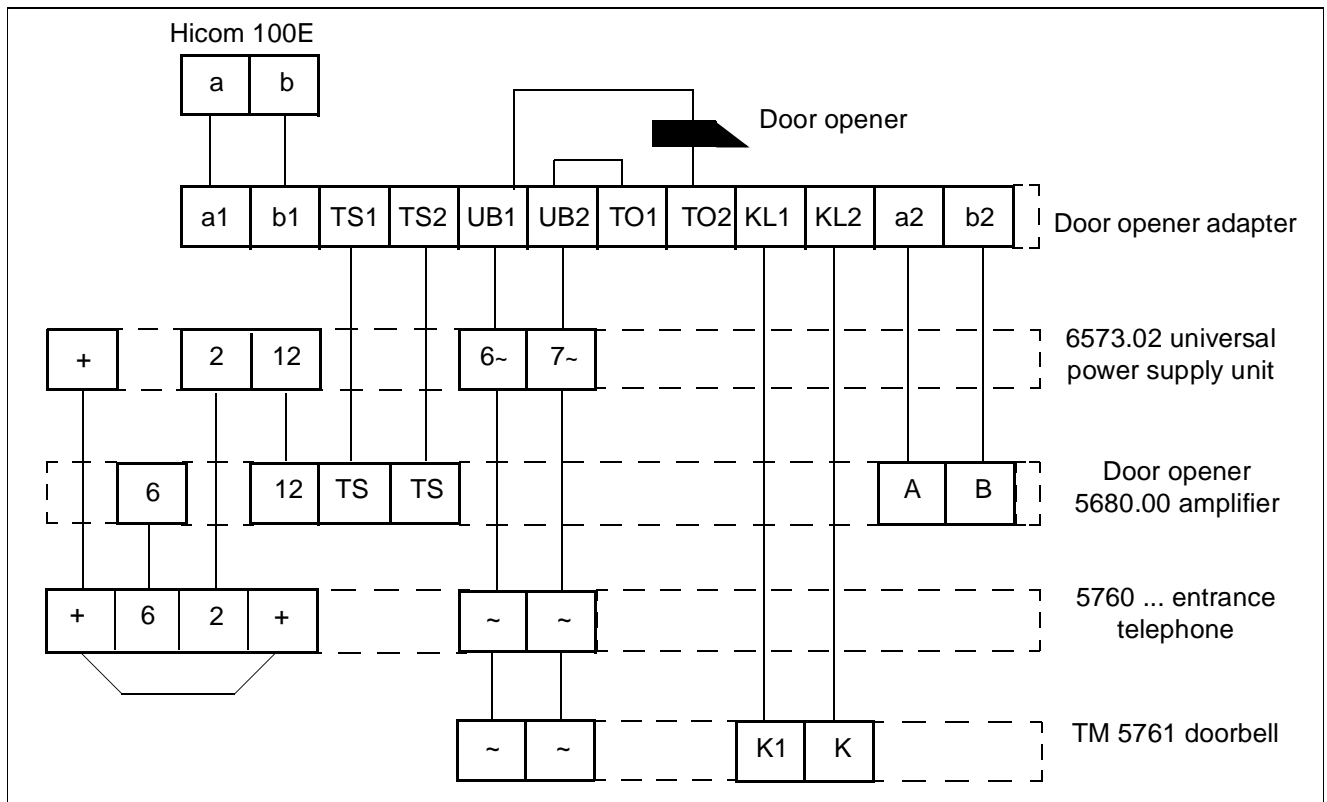 Hicom 100E
a b
Door opener
a1 b1 TS1 TS2 UB1 UB2 TO1 TO2 KL1 KL2 a2 b2
Door opener adapter
+ 2 12 6~ 7~
6573.02 universal
power supply unit
6 12 TS TS A B
Door opener
5680.00 amplifier
+ 6 2 + ~ ~
5760 ... entrance
telephone
~ ~ K1 K
TM 5761 doorbell